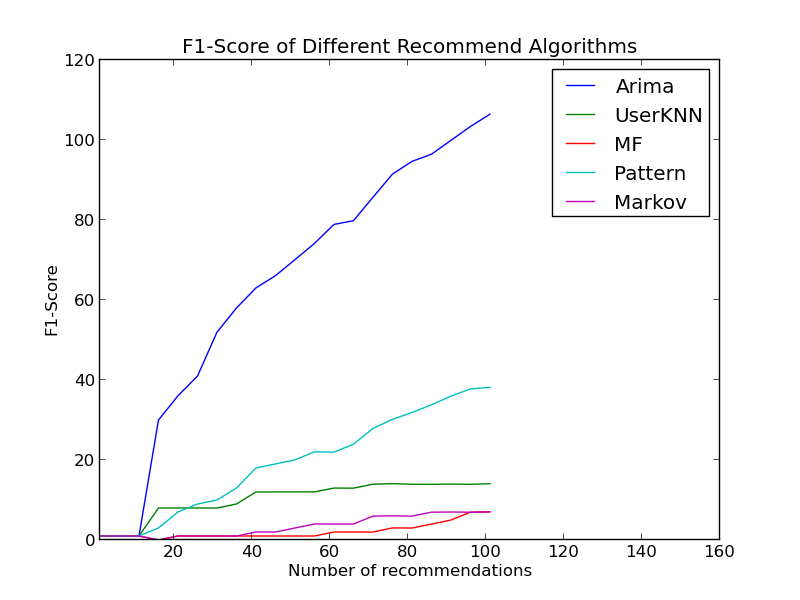 F1-Score of Different Recommend Algorithms
120
100
80
60
40
20
0
F1-Score
Arima
UserKNN
MF
Pattern
Markov
20 40 60 80 100 120 140 160
Number of recommendations